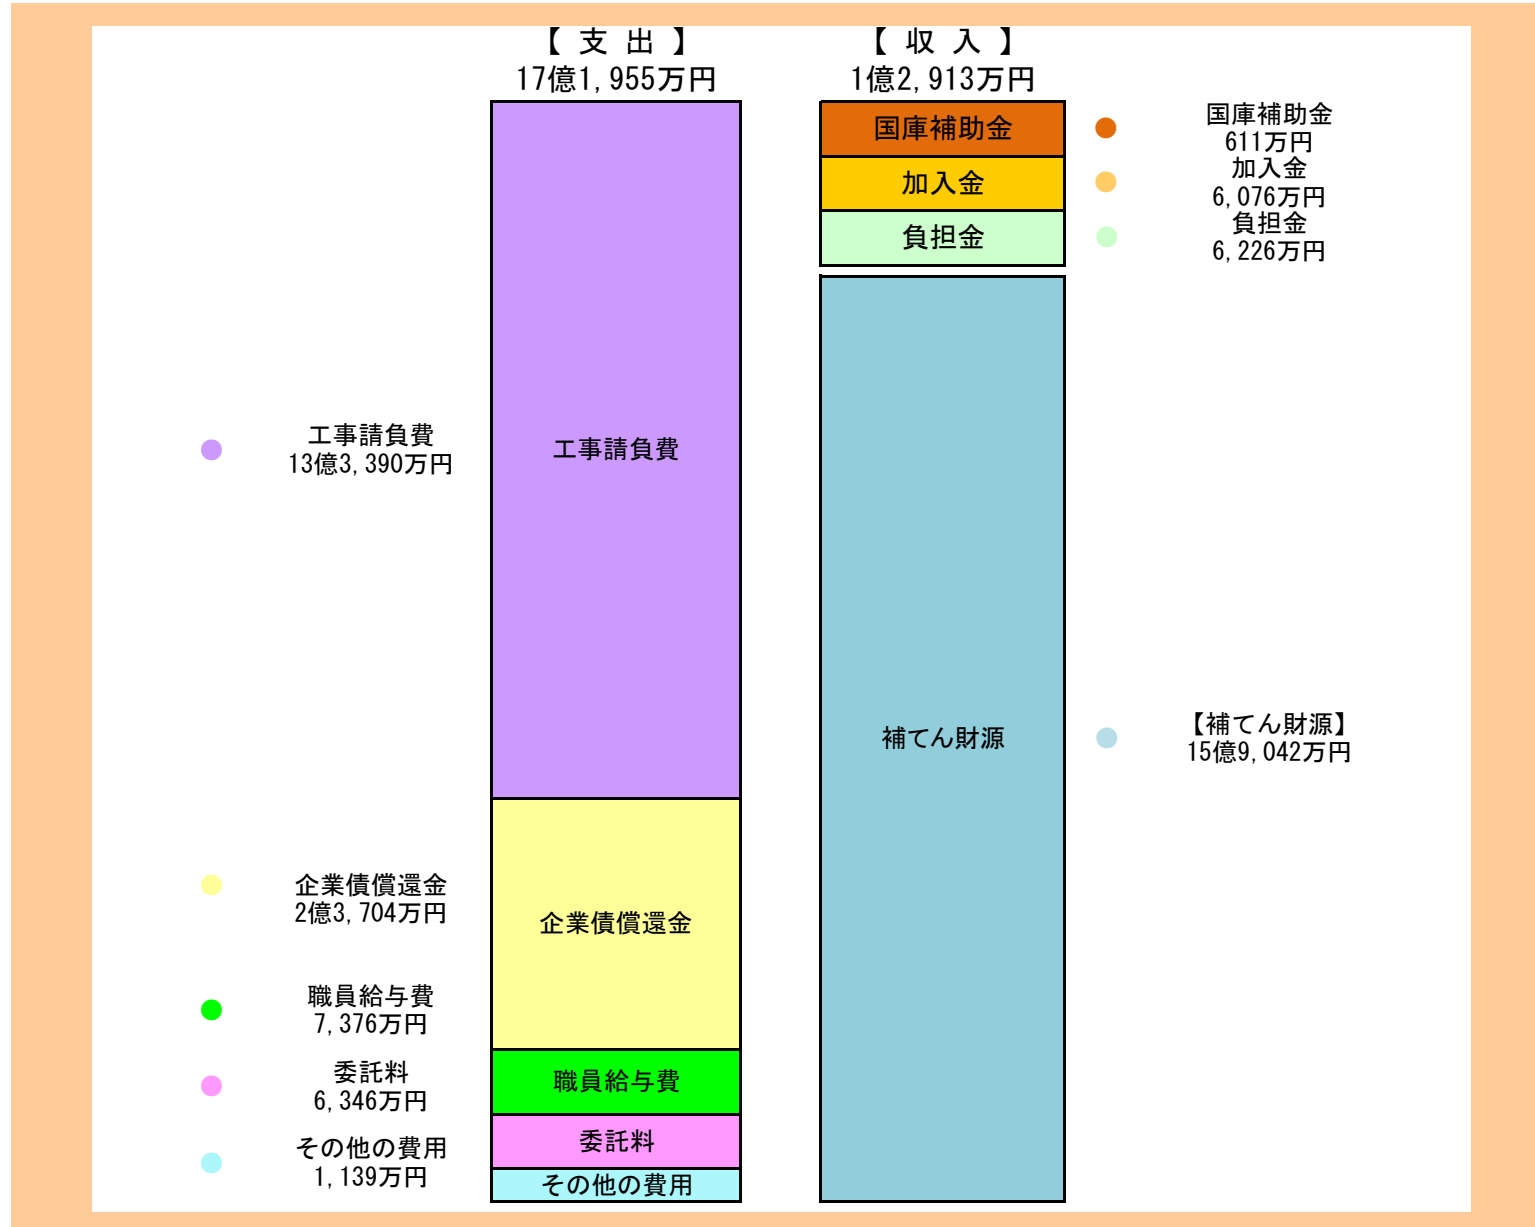 【 支 出 】
17億1,955万円
【 収 入 】
1億2,913万円
工事請負費
13億3,390万円
企業債償還金
2億3,704万円
職員給与費
7,376万円
委託料
6,346万円
その他の費用
1,139万円
工事請負費
企業債償還金
職員給与費
委託料
その他の費用
国庫補助金
加入金
負担金
補てん財源
国庫補助金
611万円
加入金
6,076万円
負担金
6,226万円
【補てん財源】
15億9,042万円